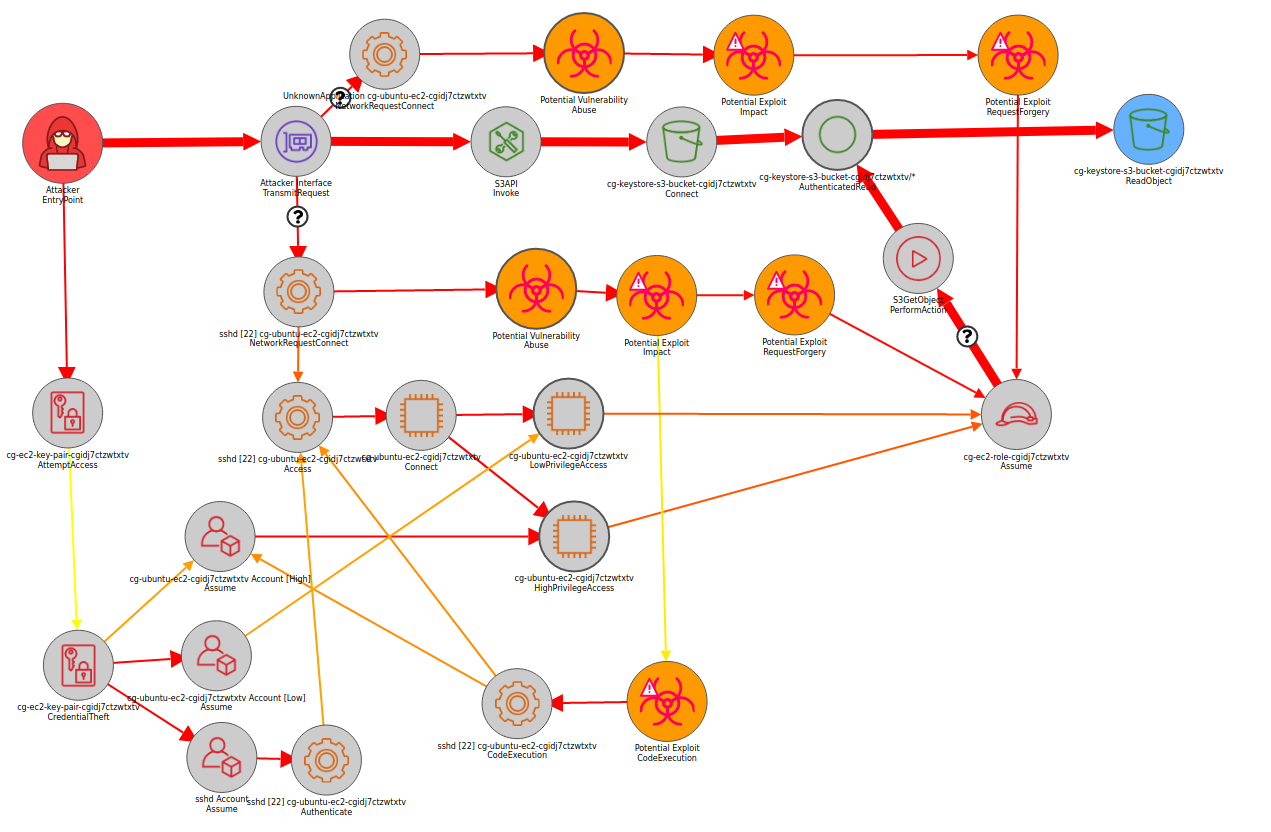 UnknownApplication cg-ubuntu-ec2-cgidj7ctzwtxtv
NetworkRequestConnect
Potential Vulnerability
Abuse
Potential Exploit
Impact
Potential Exploit
RequestForgery
Attacker
EntryPoint
?
Attacker Interface
TransmitRequest
S3API
Invoke
cg-keystore-s3-bucket-cgidj7ctzwtxtv
Connect
cg-keystore-s3-bucket-cgidj7ctzwtxtv/*
AuthenticatedRead
cg-keystore-s3-bucket-cgidj7ctzwtxtv
ReadObject
?
S3GetObject
PerformAction
?
sshd [22] cg-ubuntu-ec2-cgidj7ctzwtxtv
NetworkRequestConnect
Potential Vulnerability
Abuse
Potential Exploit
Impact
Potential Exploit
RequestForgery
cg-ec2-key-pair-cgidj7ctzwtxtv
AttemptAccess
sshd [22] cg-ubuntu-ec2-cgidj7ctzwtxtv
Access
cg-ubuntu-ec2-cgidj7ctzwtxtv
Connect
cg-ubuntu-ec2-cgidj7ctzwtxtv
LowPrivilegeAccess
cg-ec2-role-cgidj7ctzwtxtv
Assume
cg-ubuntu-ec2-cgidj7ctzwtxtv Account [High]
Assume
cg-ubuntu-ec2-cgidj7ctzwtxtv
HighPrivilegeAccess
cg-ec2-key-pair-cgidj7ctzwtxtv
CredentialTheft
cg-ubuntu-ec2-cgidj7ctzwtxtv Account [Low]
Assume
sshd [22] cg-ubuntu-ec2-cgidj7ctzwtxtv
CodeExecution
Potential Exploit
CodeExecution
sshd Account
Assume
sshd [22] cg-ubuntu-ec2-cgidj7ctzwtxtv
Authenticate